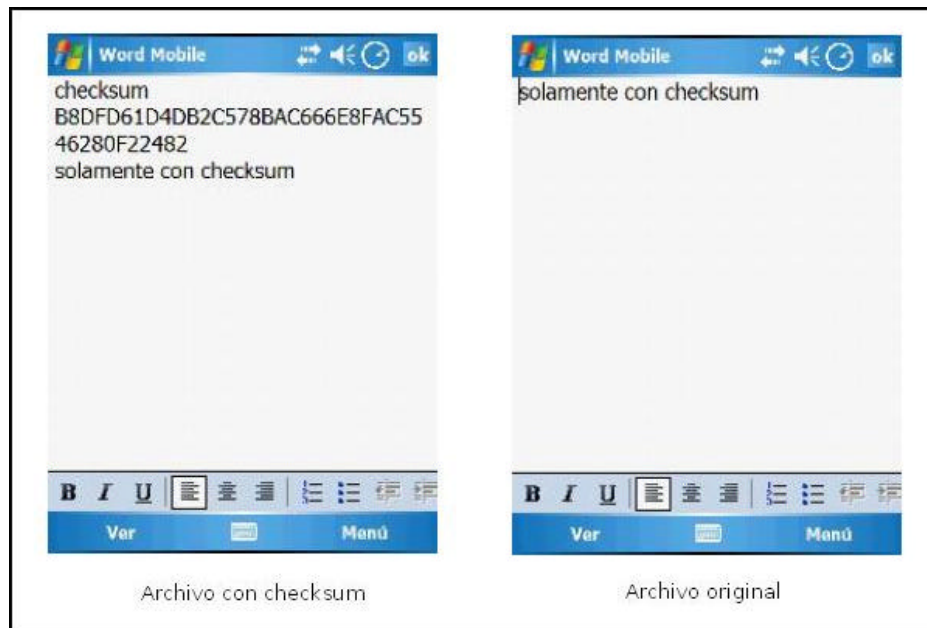 Word Mobile ok
checksum
B8DFD61D4DB2C578BAC666E8FAC55
46280F22482
solamente con checksum
B I U
Ver Menú
Archivo con checksum
Word Mobile ok
solamente con checksum
B I U
Ver Menú
Archivo original